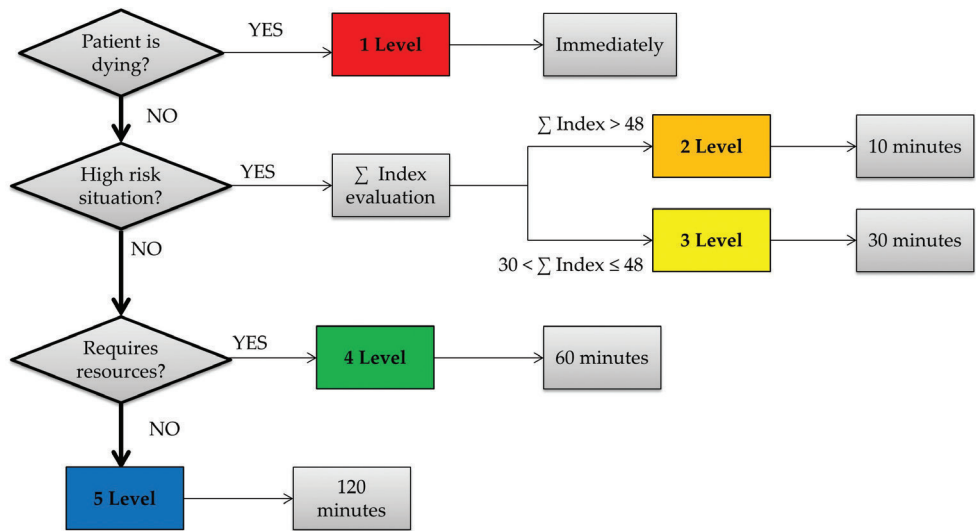 Patient is
dying?
YES
1 Level
Immediately
NO
High risk
situation?
YES
∑ Index
evaluation
∑ Index > 48
2 Level
10 minutes
3 Level
30 minutes
30 < ∑ Index ≤ 48
NO
Requires
resources?
YES
4 Level
60 minutes
NO
5 Level
120
minutes